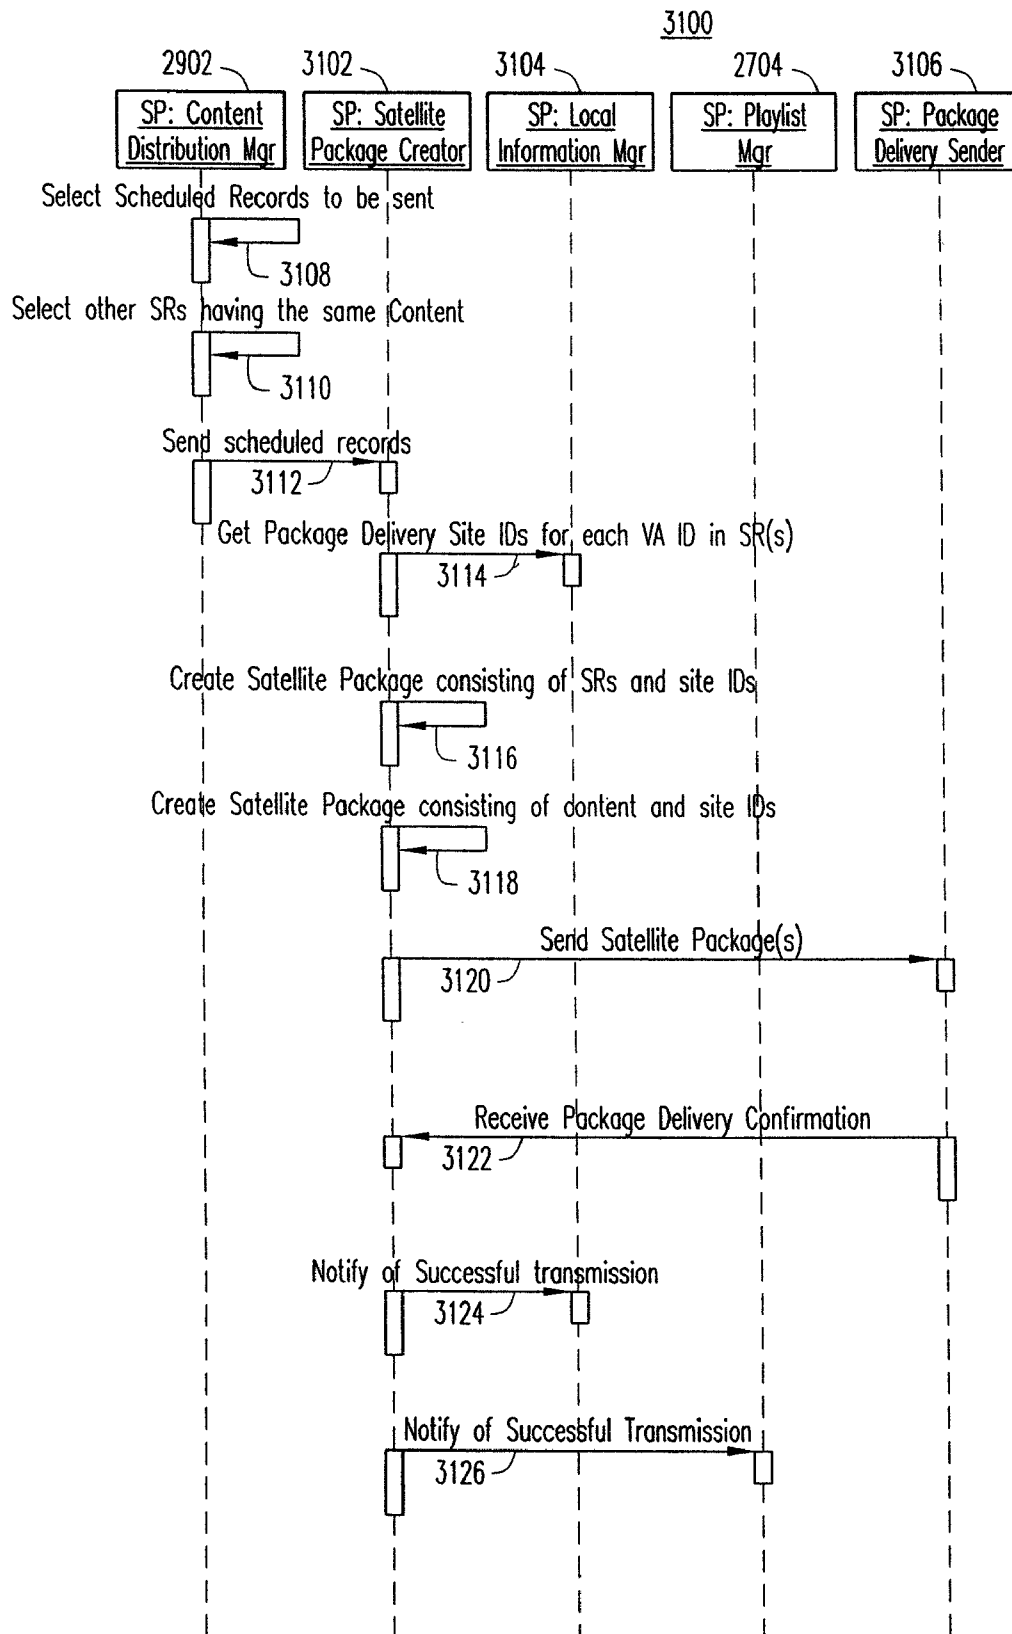 3100
2902 3102 3104 2704 3106
SP: Content Distribution Mgr
SP: Satellite Package Creator
SP: Local Information Mgr
SP: Playlist Mgr
SP: Package Delivery Sender
Select Scheduled Records to be sent
3108
Select other SRs having the same Content
3110
Send scheduled records
3112
Get Package Delivery Site IDs for each VA ID in SR(s)
3114
Create Satellite Package consisting of SRs and site IDs
3116
Create Satellite Package consisting of content and site IDs
3118
Send Satellite Package(s)
3120
Receive Package Delivery Confirmation
3122
Notify of Successful transmission
3124
Notify of Successful Transmission
3126